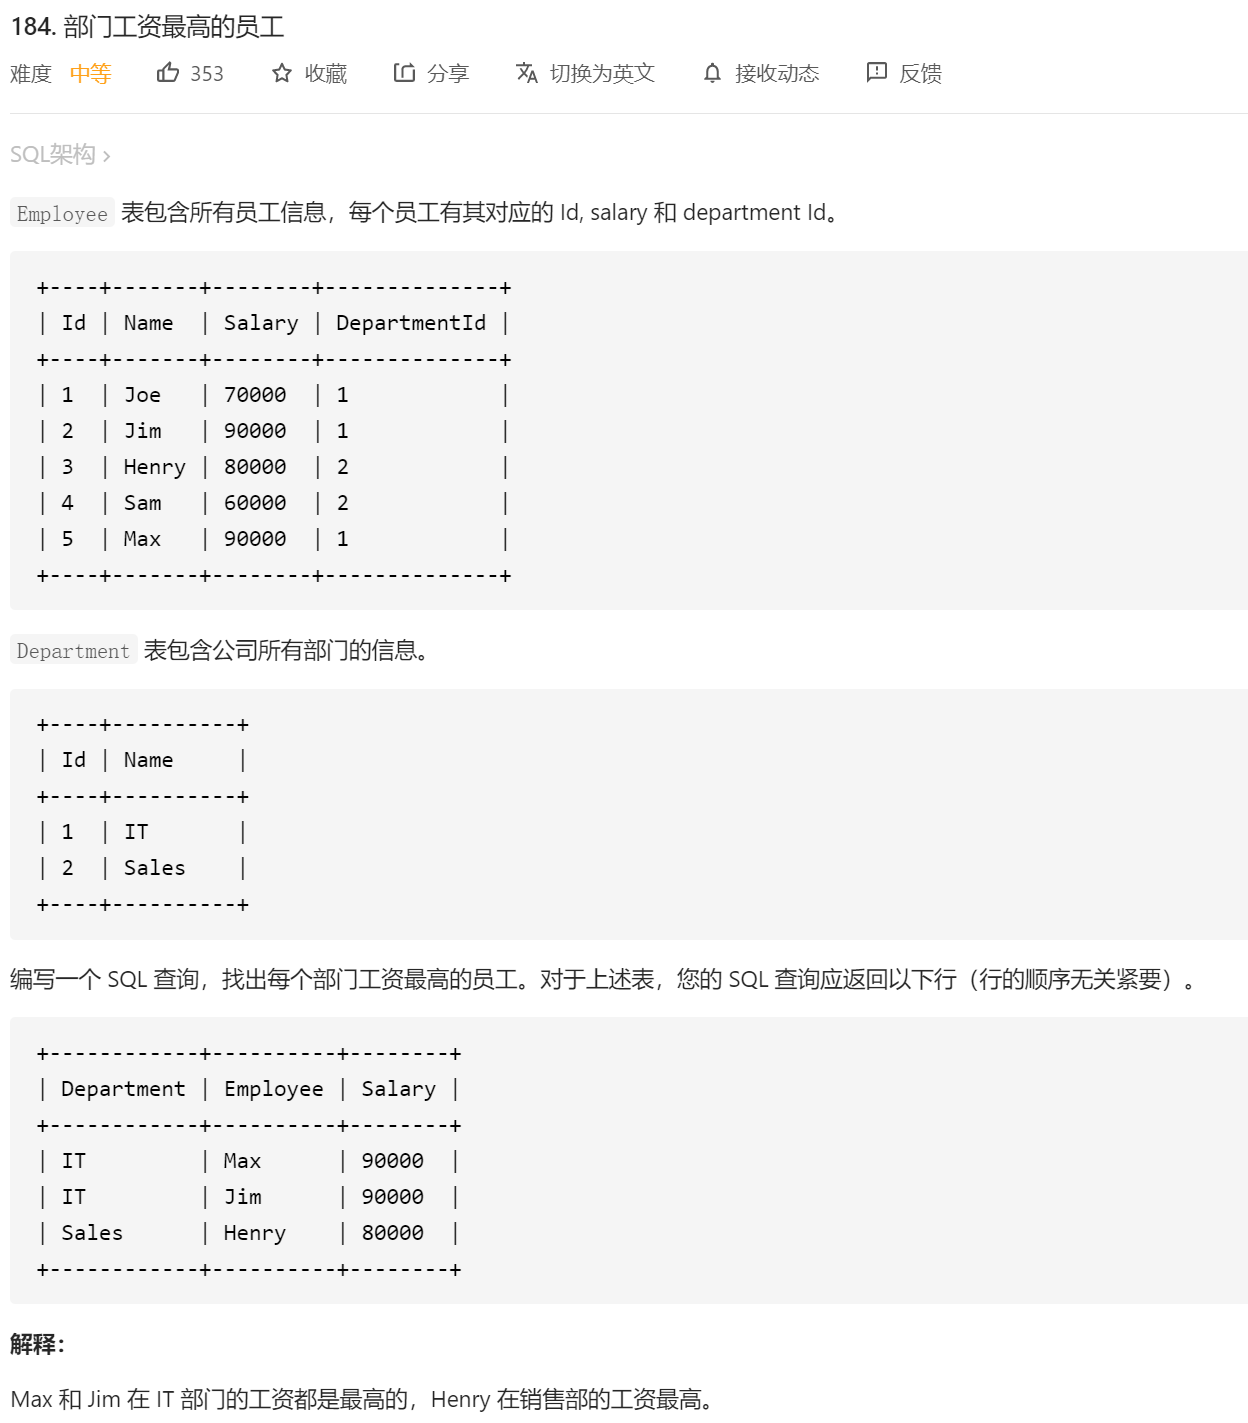 184. 部门工资最高的员工
难度 中等 353 收藏 分享 切换为英文 接收动态 反馈
SQL架构 ›
Employee 表包含所有员工信息，每个员工有其对应的 Id, salary 和 department Id。
+----+-------+--------+--------------+
| Id | Name  | Salary | DepartmentId |
+----+-------+--------+--------------+
| 1  | Joe   | 70000  | 1            |
| 2  | Jim   | 90000  | 1            |
| 3  | Henry | 80000  | 2            |
| 4  | Sam   | 60000  | 2            |
| 5  | Max   | 90000  | 1            |
+----+-------+--------+--------------+
Department 表包含公司所有部门的信息。
+----+----------+
| Id | Name     |
+----+----------+
| 1  | IT       |
| 2  | Sales    |
+----+----------+
编写一个 SQL 查询，找出每个部门工资最高的员工。对于上述表，您的 SQL 查询应返回以下行（行的顺序无关紧要）。
+------------+----------+--------+
| Department | Employee | Salary |
+------------+----------+--------+
| IT         | Max      | 90000  |
| IT         | Jim      | 90000  |
| Sales      | Henry    | 80000  |
+------------+----------+--------+
解释：
Max 和 Jim 在 IT 部门的工资都是最高的，Henry 在销售部的工资最高。